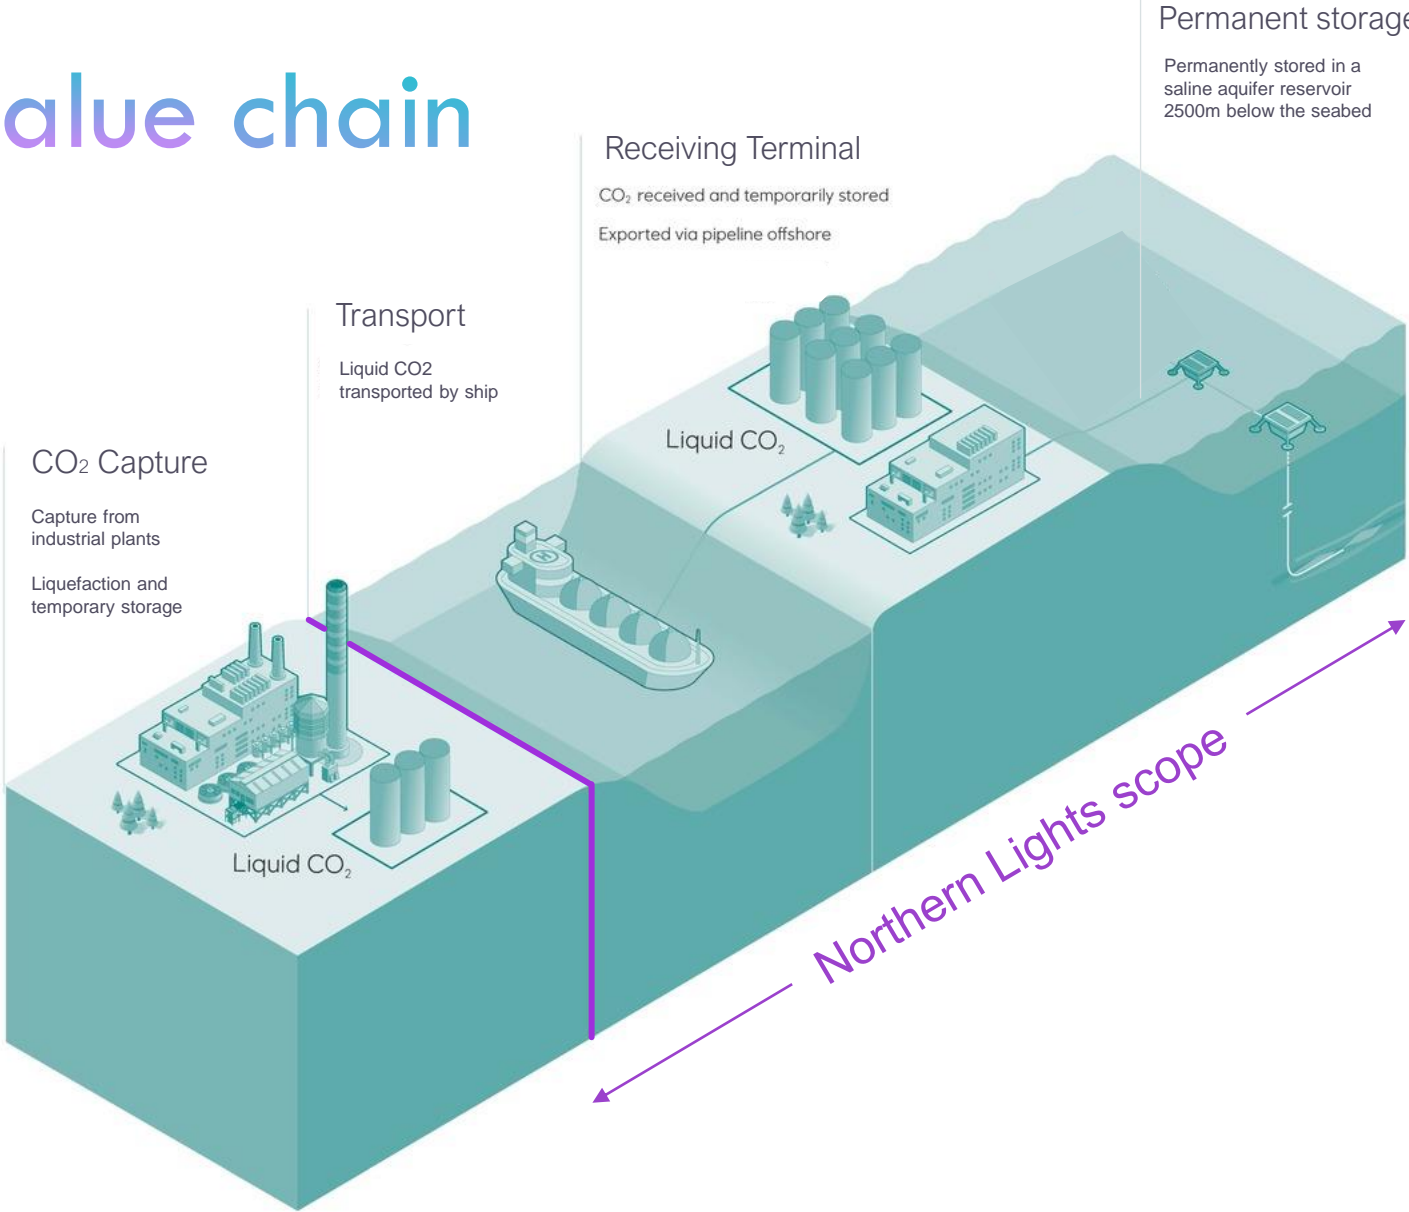 alue chain
Permanent storage
Permanently stored in a
saline aquifer reservoir
2500m below the seabed
Receiving Terminal
CO₂ received and temporarily stored
Exported via pipeline offshore
Transport
Liquid CO2
transported by ship
CO₂ Capture
Capture from
industrial plants
Liquefaction and
temporary storage
Liquid CO₂
Liquid CO₂
Northern Lights scope